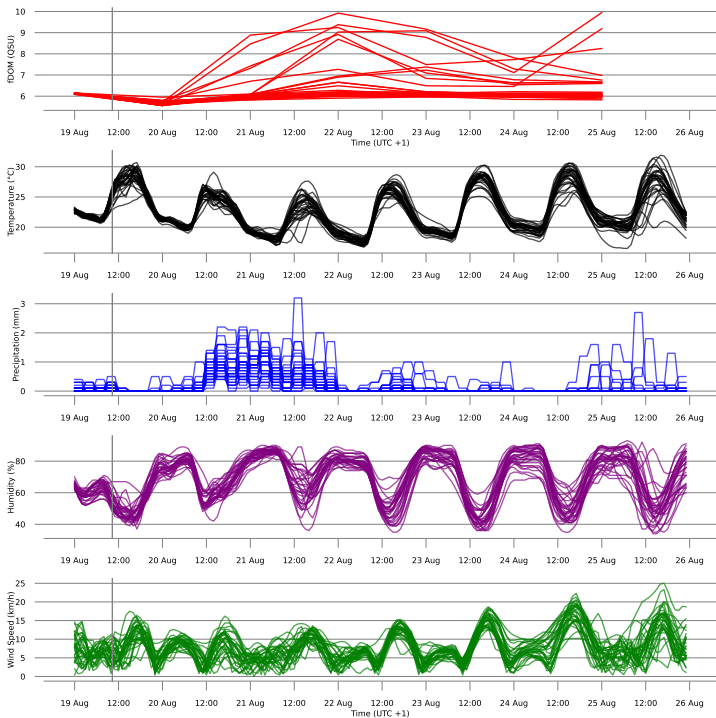 fDOM (QSU)
10
9
8
7
6
19 Aug 12:00 20 Aug 12:00 21 Aug 12:00 22 Aug 12:00 23 Aug 12:00 24 Aug 12:00 25 Aug 12:00 26 Aug
Time (UTC +1)
Temperature (°C)
30
25
20
19 Aug 12:00 20 Aug 12:00 21 Aug 12:00 22 Aug 12:00 23 Aug 12:00 24 Aug 12:00 25 Aug 12:00 26 Aug
Precipitation (mm)
3
2
1
0
19 Aug 12:00 20 Aug 12:00 21 Aug 12:00 22 Aug 12:00 23 Aug 12:00 24 Aug 12:00 25 Aug 12:00 26 Aug
Humidity (%)
80
60
40
19 Aug 12:00 20 Aug 12:00 21 Aug 12:00 22 Aug 12:00 23 Aug 12:00 24 Aug 12:00 25 Aug 12:00 26 Aug
Wind Speed (km/h)
25
20
15
10
5
0
19 Aug 12:00 20 Aug 12:00 21 Aug 12:00 22 Aug 12:00 23 Aug 12:00 24 Aug 12:00 25 Aug 12:00 26 Aug
Time (UTC +1)